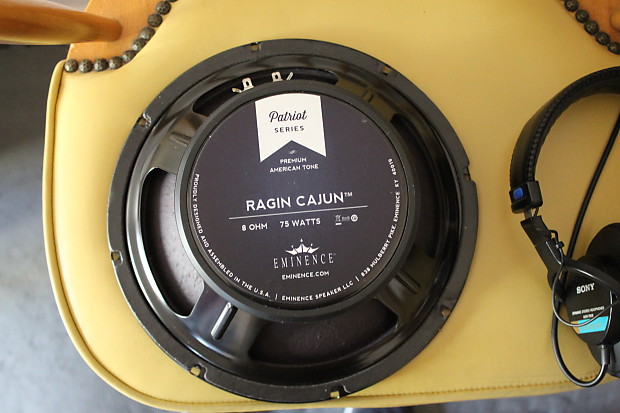 Patriot
SERIES
PREMIUM
AMERICAN TONE
RAGIN CAJUN™
8 OHM 75 WATTS
EMINENCE
EMINENCE.COM
PROUDLY DESIGNED AND ASSEMBLED IN THE U.S.A. | EMINENCE SPEAKER LLC | 838 MULBERRY PIKE, EMINENCE KY 40019
SONY